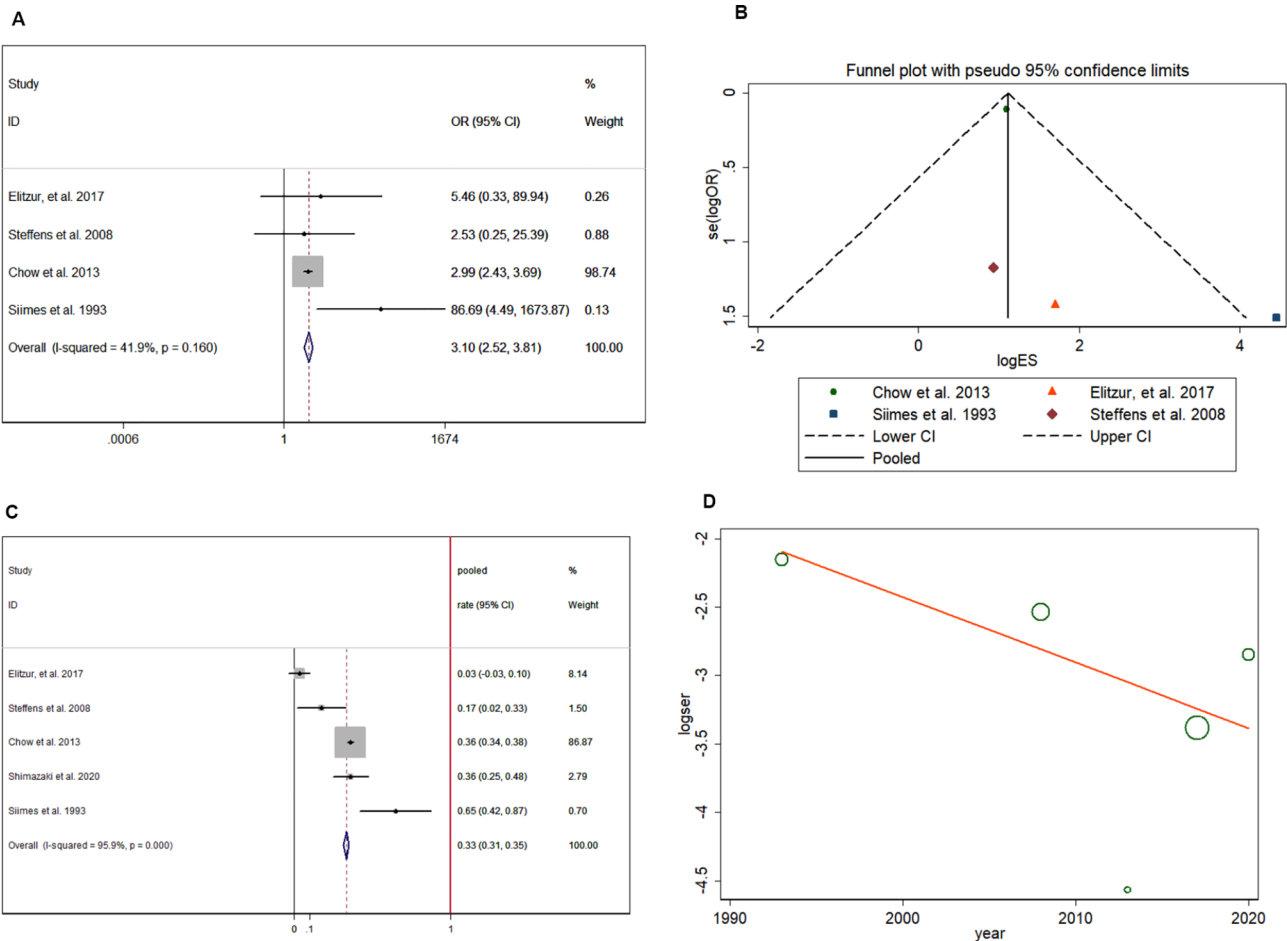 A
Study %
ID OR (95% CI) Weight
Elitzur, et al. 2017 5.46 (0.33, 89.94) 0.26
Steffens et al. 2008 2.53 (0.25, 25.39) 0.88
Chow et al. 2013 2.99 (2.43, 3.69) 98.74
Siimes et al. 1993 86.69 (4.49, 1673.87) 0.13
Overall (I-squared = 41.9%, p = 0.160) 3.10 (2.52, 3.81) 100.00
.0006 1 1674
B
Funnel plot with pseudo 95% confidence limits
se(logOR)
0
.5
1
1.5
-2 0 2 4
logES
Chow et al. 2013 Elitzur, et al. 2017
Siimes et al. 1993 Steffens et al. 2008
Lower CI Upper CI
Pooled
C
Study pooled %
ID rate (95% CI) Weight
Elitzur, et al. 2017 0.03 (-0.03, 0.10) 8.14
Steffens et al. 2008 0.17 (0.02, 0.33) 1.50
Chow et al. 2013 0.36 (0.34, 0.38) 86.87
Shimazaki et al. 2020 0.36 (0.25, 0.48) 2.79
Siimes et al. 1993 0.65 (0.42, 0.87) 0.70
Overall (I-squared = 95.9%, p = 0.000) 0.33 (0.31, 0.35) 100.00
0 .1 1
D
logser
-2
-2.5
-3
-3.5
-4
-4.5
1990 2000 2010 2020
year